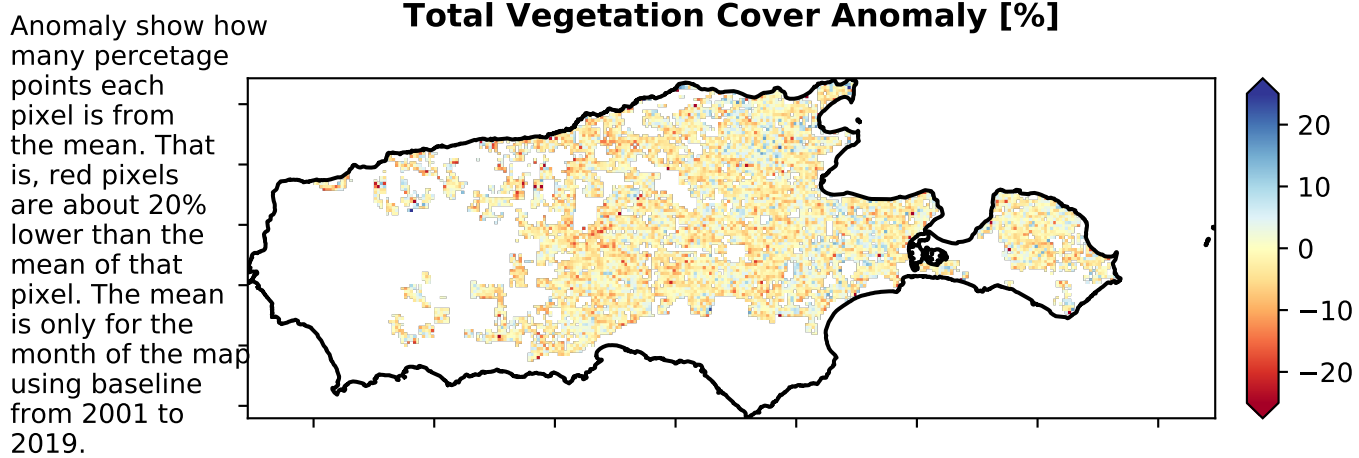 Total Vegetation Cover Anomaly [%]
Anomaly show how
many percetage
points each
pixel is from
the mean. That
is, red pixels
are about 20%
lower than the
mean of that
pixel. The mean
is only for the
month of the map
using baseline
from 2001 to
2019.
20
10
0
−10
−20